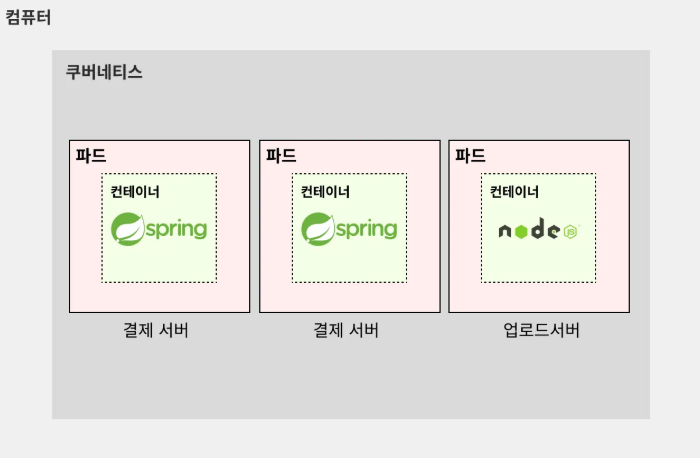 컴퓨터
쿠버네티스
파드
컨테이너
spring
결제 서버
파드
컨테이너
spring
결제 서버
파드
컨테이너
node
JS
업로드서버